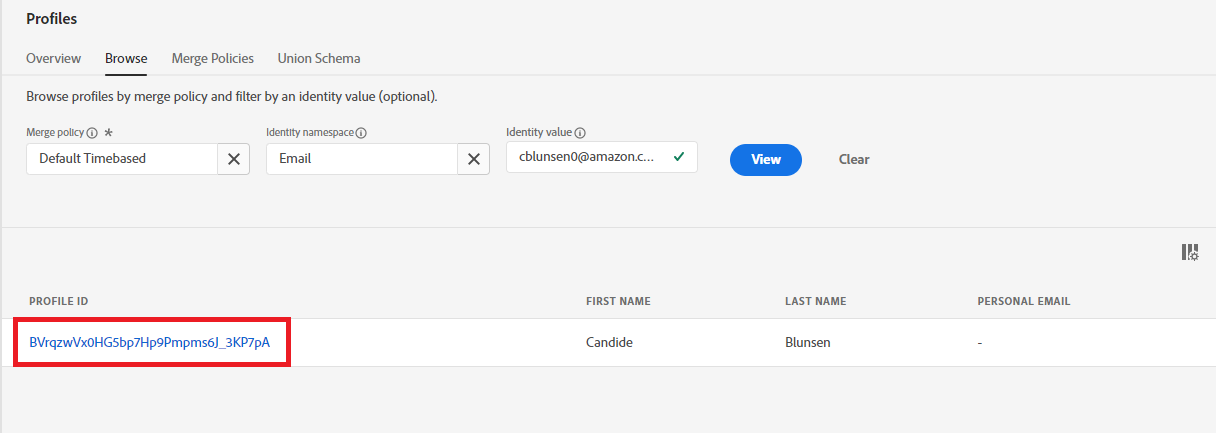 Profiles
Overview Browse Merge Policies Union Schema
Browse profiles by merge policy and filter by an identity value (optional).
Merge policy * Identity namespace Identity value
Default Timebased Email cblunsen0@amazon.c... View Clear
PROFILE ID FIRST NAME LAST NAME PERSONAL EMAIL
BVrqzwVx0HG5bp7Hp9Pmpms6J_3KP7pA Candide Blunsen -